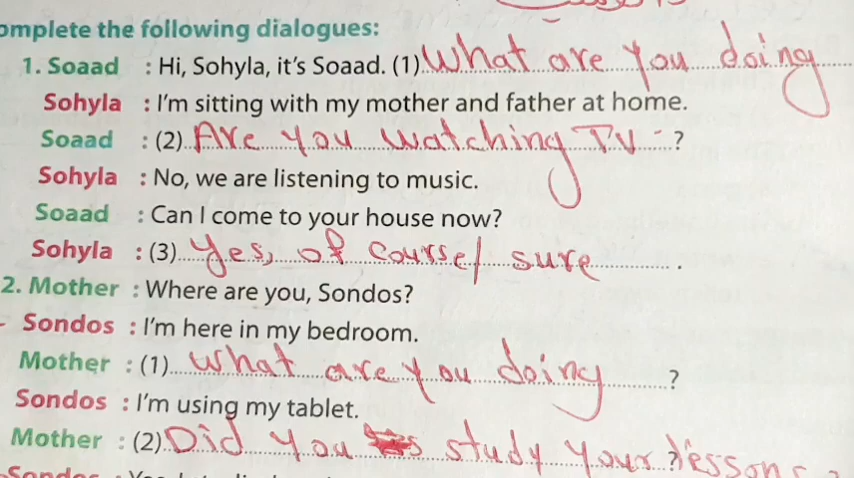 omplete the following dialogues:
1. Soaad : Hi, Sohyla, it's Soaad. (1) What are you doing
Sohyla : I'm sitting with my mother and father at home.
Soaad : (2) Are you watching TV ?
Sohyla : No, we are listening to music.
Soaad : Can I come to your house now?
Sohyla : (3) Yes, of course/ sure .
2. Mother : Where are you, Sondos?
Sondos : I'm here in my bedroom.
Mother : (1) What are you doing ?
Sondos : I'm using my tablet.
Mother : (2) Did you study your ? lessons
Sondos :